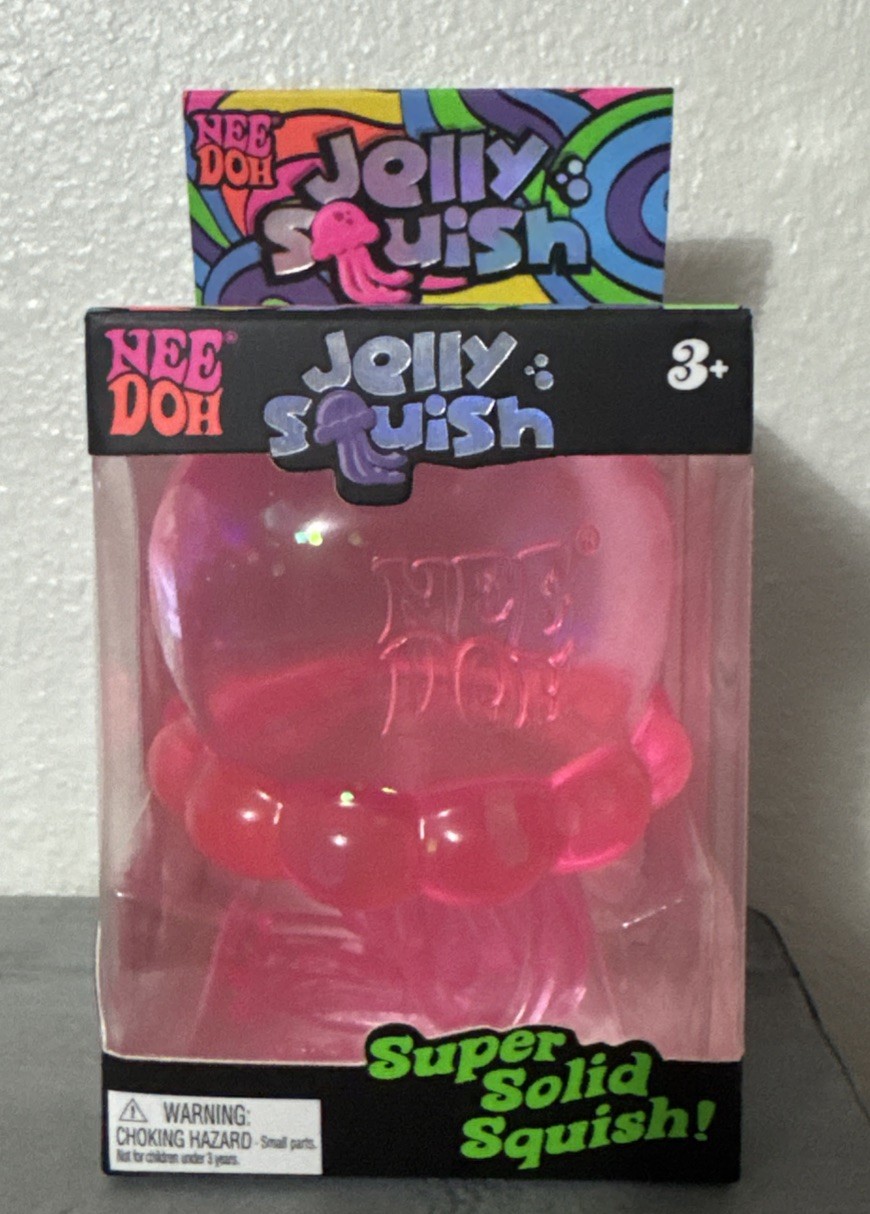 NEE
DOH
Jelly
Squish
NEE®
DOH
Jelly
Squish
3+
NEE®
DOH
Super
Solid
Squish!
WARNING:
CHOKING HAZARD - Small parts.
Not for children under 3 years.